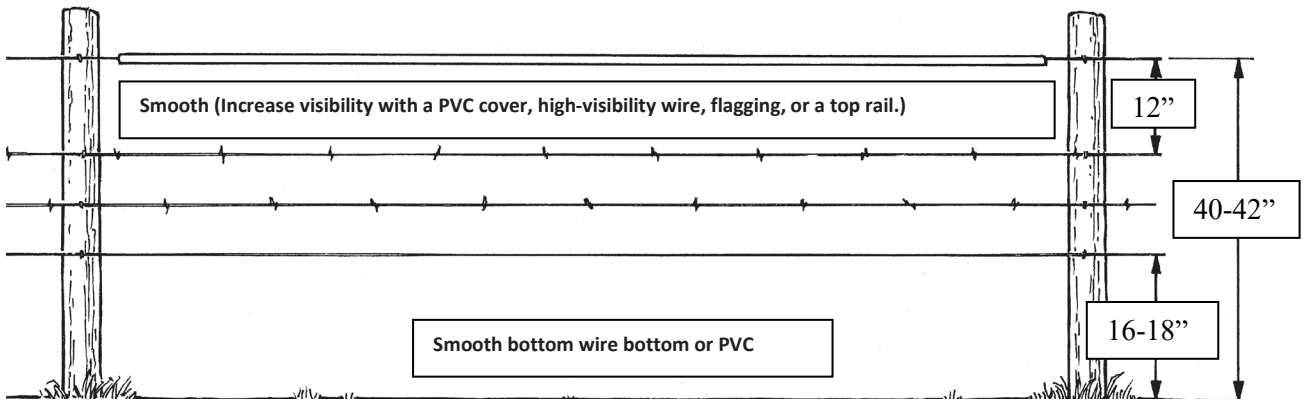 Smooth (Increase visibility with a PVC cover, high-visibility wire, flagging, or a top rail.)
12”
40-42”
16-18”
Smooth bottom wire bottom or PVC